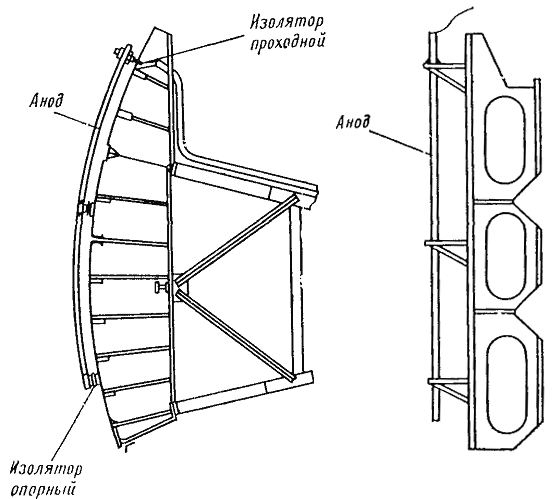 Изолятор
проходной
Анод
Анод
Изолятор
опорный